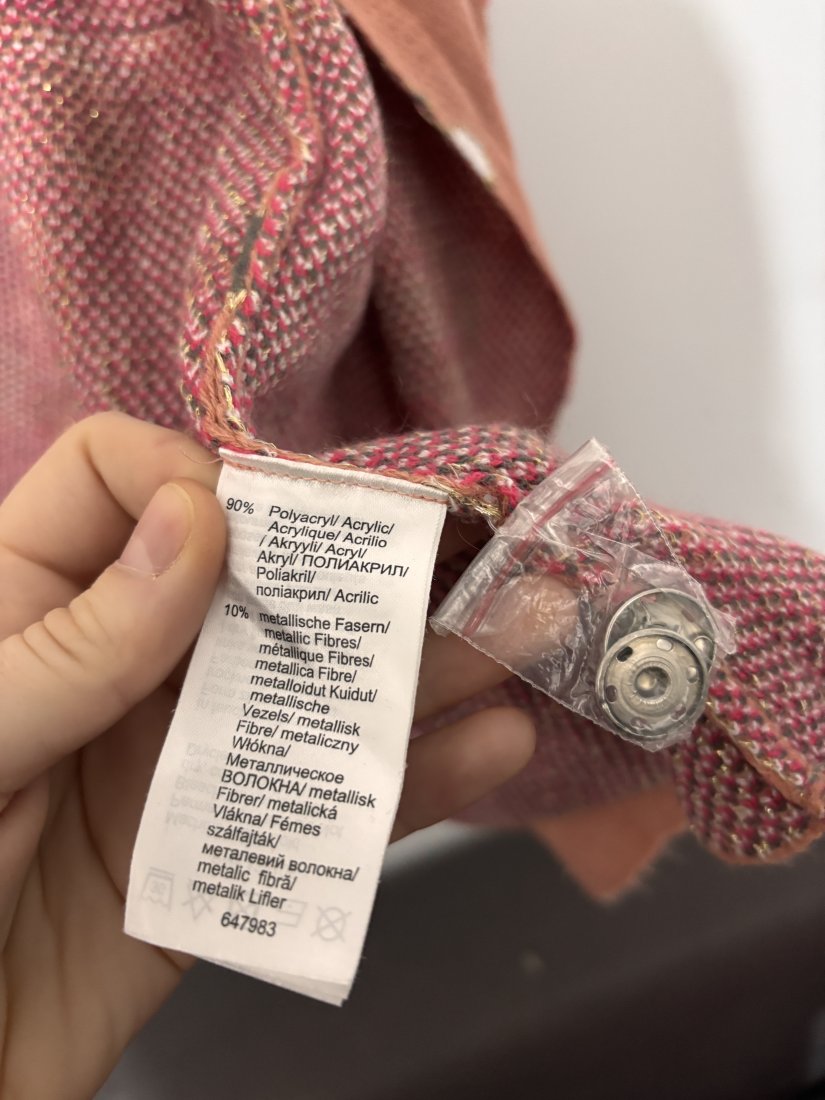 90% Polyacryl/ Acrylic/
Acrylique/ Acrilio
/ Akryyli/ Acryl/
Akryl/ ПОЛИАКРИЛ/
Poliakril/
поліакрил/ Acrilic
10% metallische Fasern/
metallic Fibres/
métallique Fibres/
metallica Fibre/
metalloidut Kuidut/
metallische
Vezels/ metallisk
Fibre/ metaliczny
Włókna/
Металлическое
ВОЛОКНА/ metallisk
Fibrer/ metalická
Vlákna/ Fémes
szálfajták/
металевий волокна/
metalic fibră/
metalik Lifler
647983